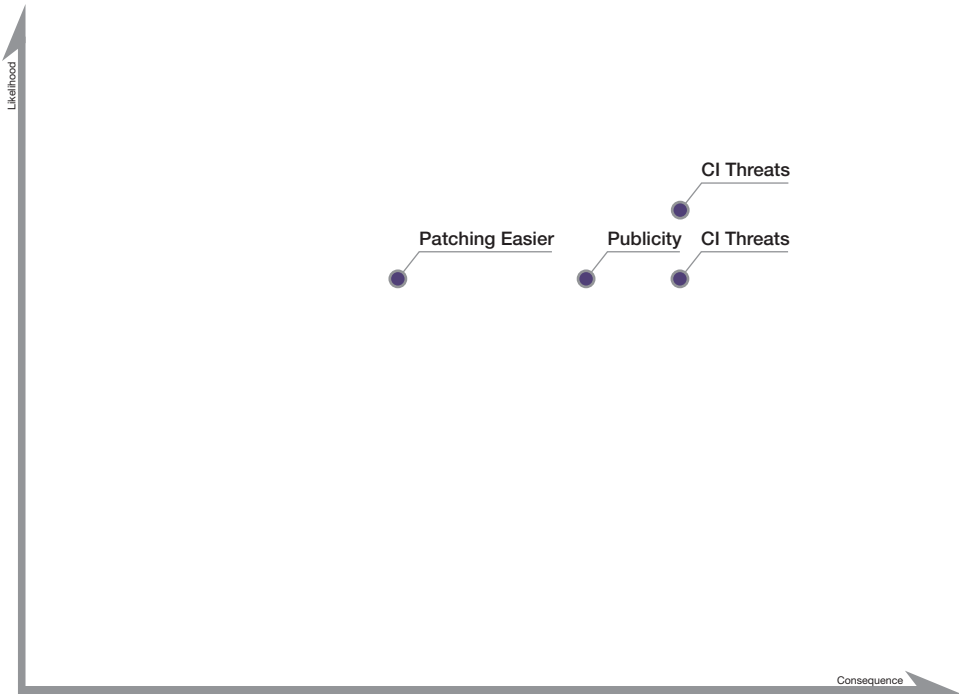 Likelihood
CI Threats
Patching Easier
Publicity
CI Threats
Consequence